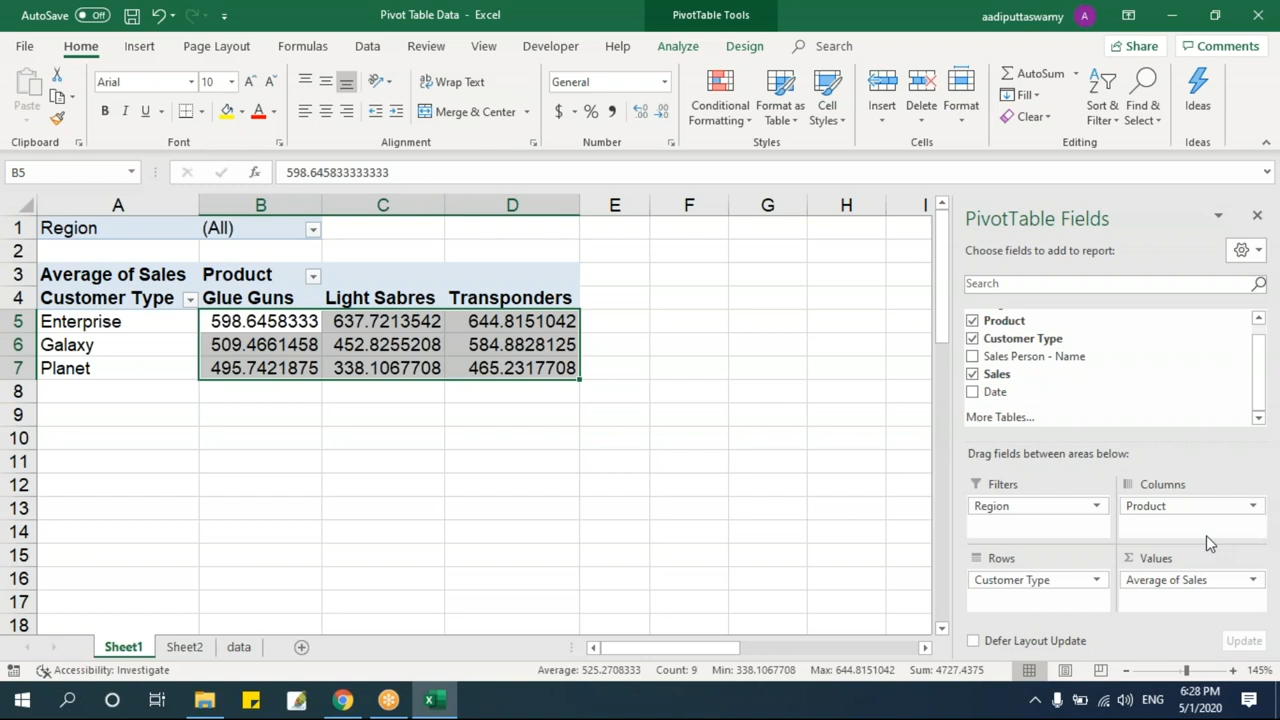 AutoSave Off Pivot Table Data - Excel PivotTable Tools aadiputtaswamy A
File Home Insert Page Layout Formulas Data Review View Developer Help Analyze Design Search Share Comments
Paste Arial 10 Wrap Text General Conditional Formatting Format as Table Cell Styles Insert Delete Format AutoSum Fill Clear Sort & Filter Find & Select Ideas
B I U Merge & Center $ %
Clipboard Font Alignment Number Styles Cells Editing Ideas
B5 fx 598.645833333333
A B C D E F G H I
1 Region (All)
2
3 Average of Sales Product
4 Customer Type Glue Guns Light Sabres Transponders
5 Enterprise 598.6458333 637.7213542 644.8151042
6 Galaxy 509.4661458 452.8255208 584.8828125
7 Planet 495.7421875 338.1067708 465.2317708
8
9
10
11
12
13
14
15
16
17
18
PivotTable Fields
Choose fields to add to report:
Search
Product
Customer Type
Sales Person - Name
Sales
Date
More Tables...
Drag fields between areas below:
Filters Columns
Region Product
Rows Σ Values
Customer Type Average of Sales
Defer Layout Update Update
Sheet1 Sheet2 data
Accessibility: Investigate Average: 525.2708333 Count: 9 Min: 338.1067708 Max: 644.8151042 Sum: 4727.4375 145%
ENG 6:28 PM
5/1/2020